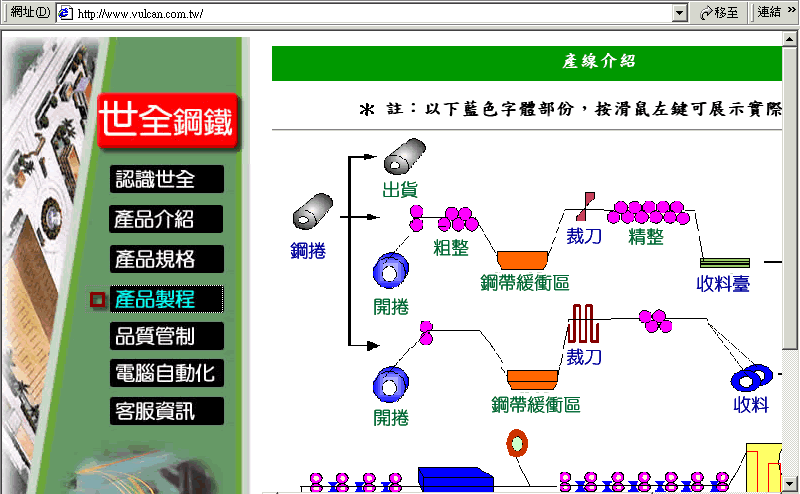 網址(D) http://www.vulcan.com.tw/ 移至 連結 »
世全鋼鐵
認識世全
產品介紹
產品規格
產品製程
品質管制
電腦自動化
客服資訊
產線介紹
＊ 註：以下藍色字體部份，按滑鼠左鍵可展示實際
出貨
鋼捲
開捲
粗整
鋼帶緩衝區
裁刀
精整
收料臺
開捲
鋼帶緩衝區
裁刀
收料